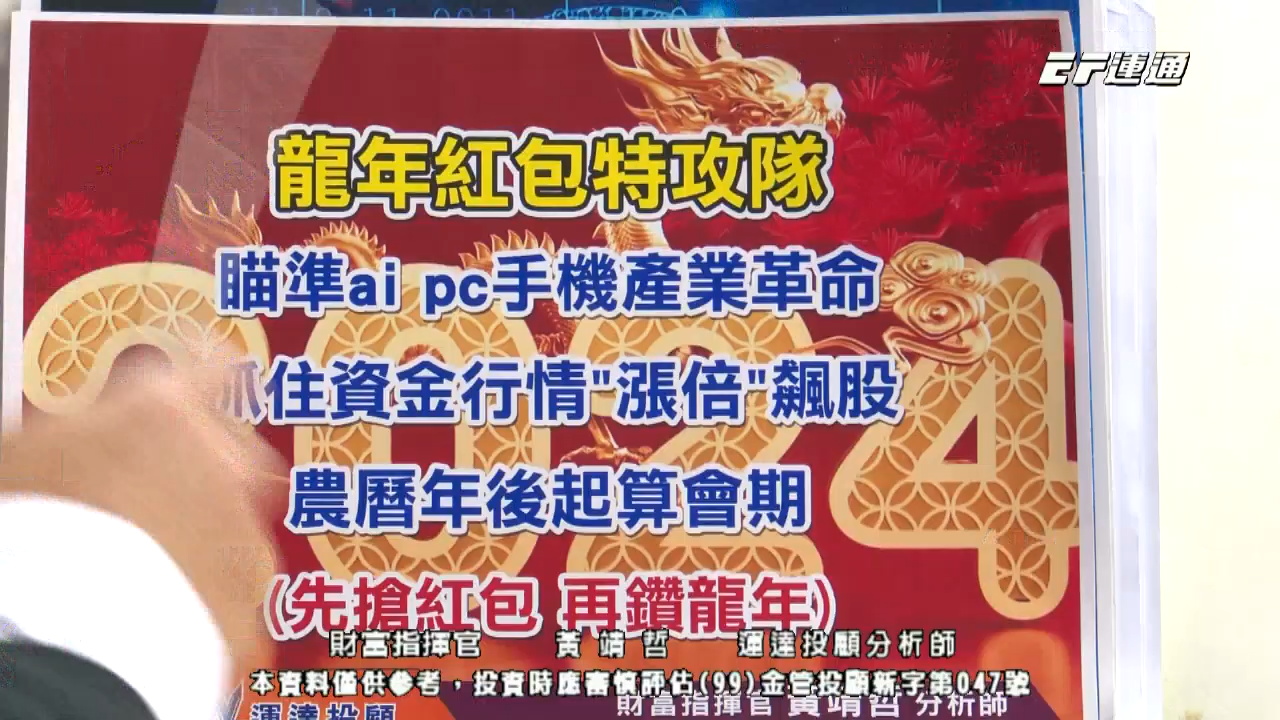 EF運通
龍年紅包特攻隊
瞄準ai pc手機產業革命
抓住資金行情"漲倍"飆股
農曆年後起算會期
(先搶紅包 再鑽龍年)
財富指揮官 黃靖哲 運達投顧分析師
本資料僅供參考，投資時應審慎評估(99)金管投顧新字第047號
運達投顧
財富指揮官 黃靖哲 分析師